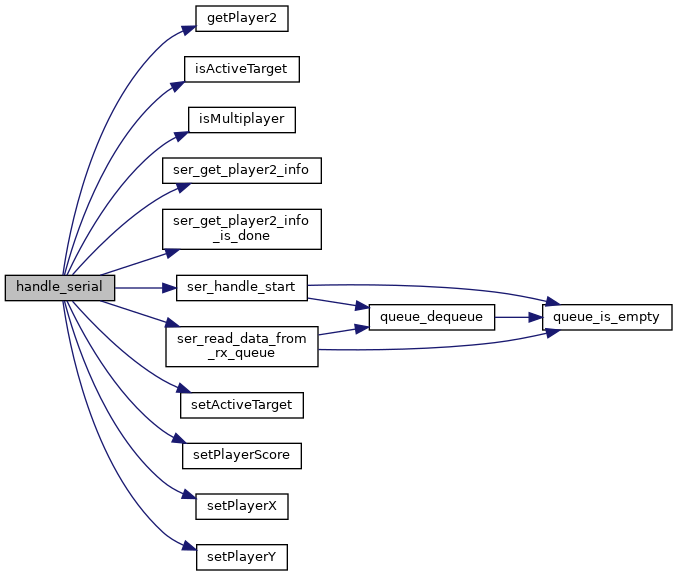 getPlayer2
isActiveTarget
isMultiplayer
ser_get_player2_info
ser_get_player2_info
_is_done
handle_serial
ser_handle_start
queue_dequeue
queue_is_empty
ser_read_data_from
_rx_queue
setActiveTarget
setPlayerScore
setPlayerX
setPlayerY